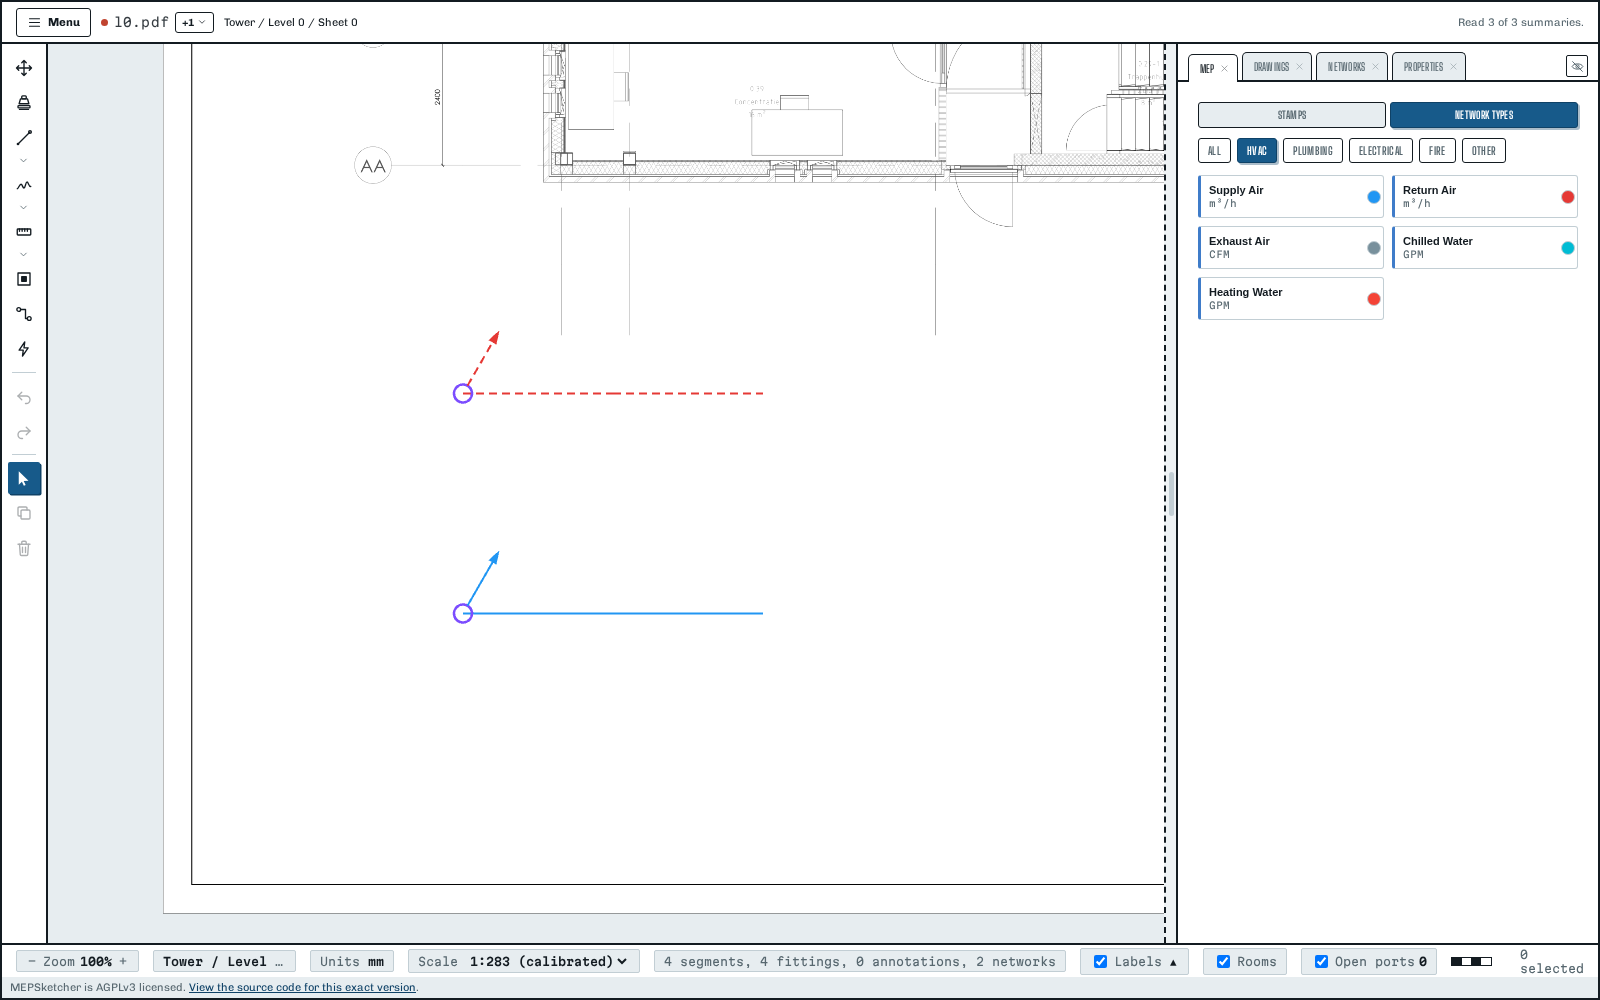 Menu
10.pdf
+1
Tower / Level 0 / Sheet 0
Read 3 of 3 summaries.
MEP
DRAWINGS
NETWORKS
PROPERTIES
STAMPS
NETWORK TYPES
ALL
HVAC
PLUMBING
ELECTRICAL
FIRE
OTHER
Supply Air
m³/h
Return Air
m³/h
Exhaust Air
CFM
Chilled Water
GPM
Heating Water
GPM
2400
0.39
Concentratie
AA
− Zoom 100% +
Tower / Level …
Units mm
Scale 1:283 (calibrated)
4 segments, 4 fittings, 0 annotations, 2 networks
Labels ▲
Rooms
Open ports 0
0 selected
MEPSketcher is AGPLv3 licensed. View the source code for this exact version.